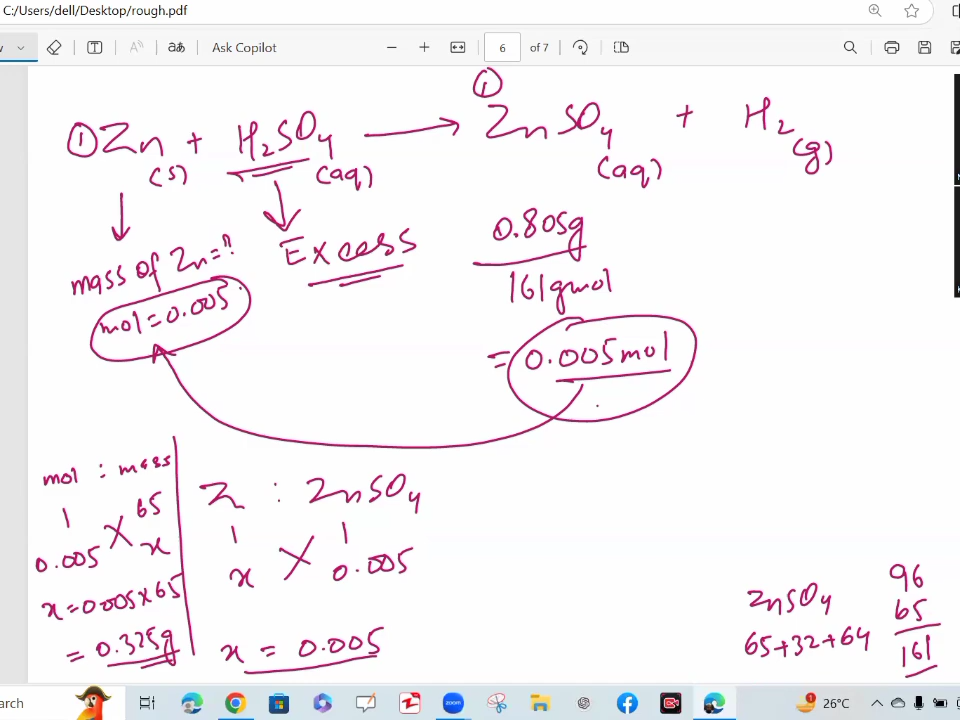 C:/Users/dell/Desktop/rough.pdf
Ask Copilot
6 of 7
① Zn + H₂SO₄ ⟶ ① ZnSO₄ + H₂
(s) (aq) (aq) (g)
mass of Zn=?
mol=0.005
Excess
0.805g
161gmol
= 0.005mol
mol : mass
1 65
0.005 x
x=0.005×65
= 0.325g
Zn : ZnSO₄
1 1
x 0.005
x = 0.005
ZnSO₄
65+32+64
96
65
161
arch
26°C